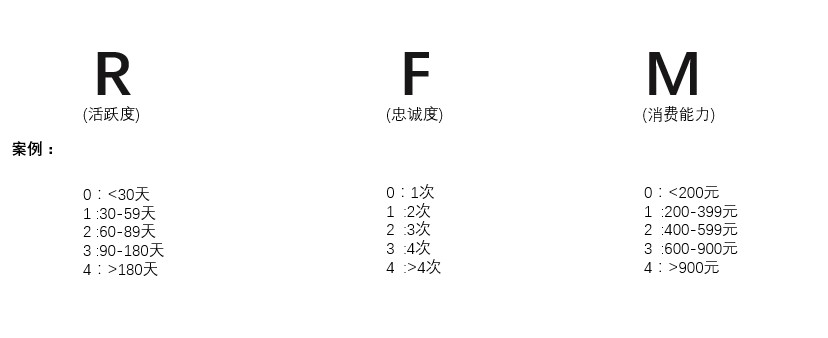 R
(活跃度)
F
(忠诚度)
M
(消费能力)
案例：
0：<30天
1 :30-59天
2 :60-89天
3 :90-180天
4：>180天
0：1次
1 :2次
2 :3次
3 :4次
4 :>4次
0：<200元
1 :200-399元
2 :400-599元
3 :600-900元
4：>900元